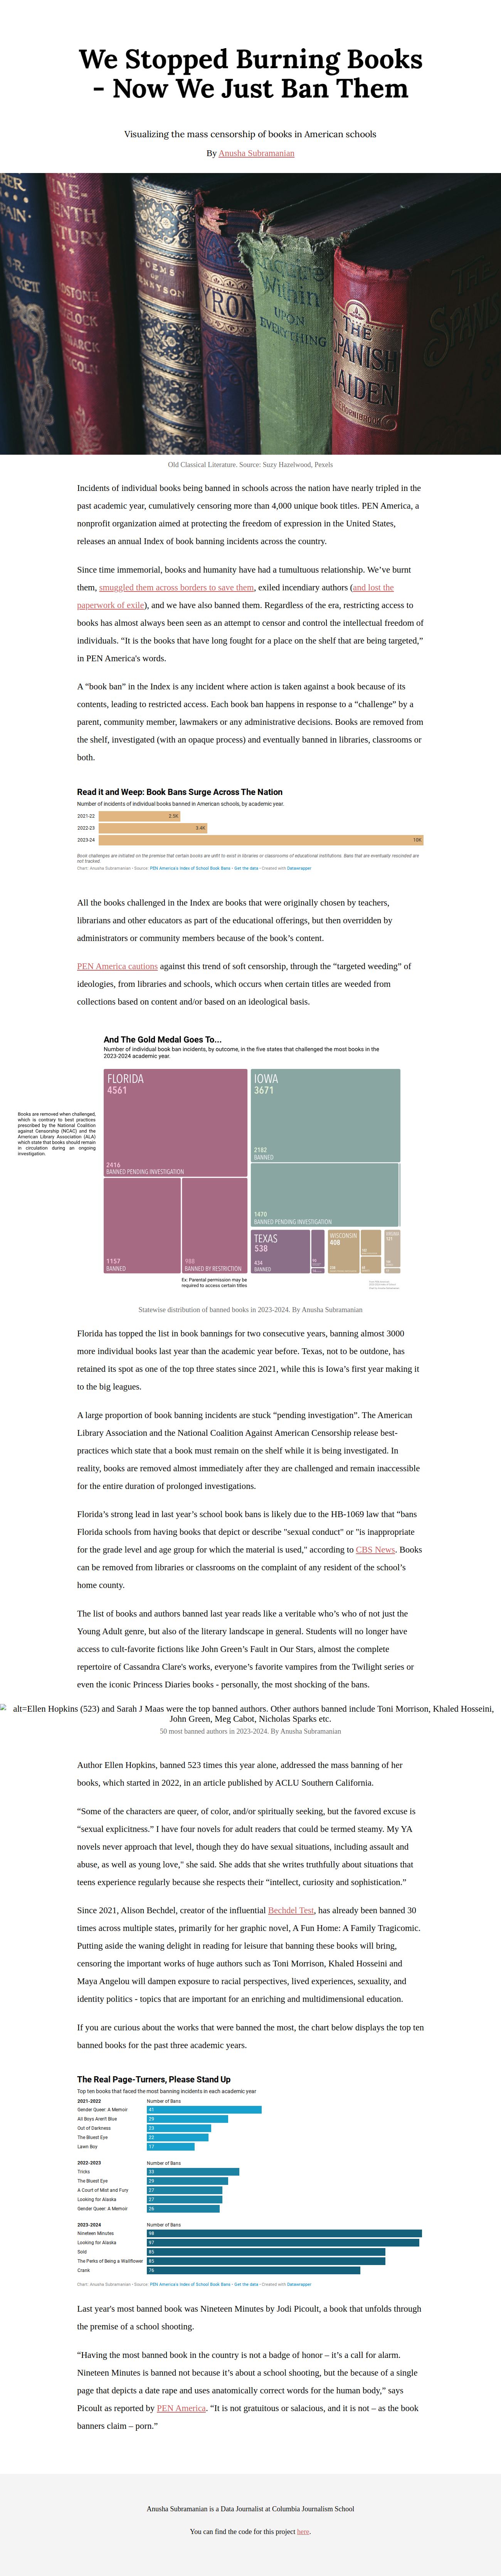 We Stopped Burning Books
- Now We Just Ban Them
Visualizing the mass censorship of books in American schools
By Anusha Subramanian
PAIN.
NINE-
ENTH
ENTURY
BOSTON
LINCOLN
POEMS
TENNYSON
BYRON
Within
UPON
EVERYTHING
THE
SPANISH
MAIDEN
HORNIBROOK
The
SPANIS
Old Classical Literature. Source: Suzy Hazelwood, Pexels
Incidents of individual books being banned in schools across the nation have nearly tripled in the
past academic year, cumulatively censoring more than 4,000 unique book titles. PEN America, a
nonprofit organization aimed at protecting the freedom of expression in the United States,
releases an annual Index of book banning incidents across the country.
Since time immemorial, books and humanity have had a tumultuous relationship. We've burnt
them, smuggled them across borders to save them, exiled incendiary authors (and lost the
paperwork of exile), and we have also banned them. Regardless of the era, restricting access to
books has almost always been seen as an attempt to censor and control the intellectual freedom of
individuals. “It is the books that have long fought for a place on the shelf that are being targeted,”
in PEN America's words.
A “book ban” in the Index is any incident where action is taken against a book because of its
contents, leading to restricted access. Each book ban happens in response to a “challenge” by a
parent, community member, lawmakers or any administrative decisions. Books are removed from
the shelf, investigated (with an opaque process) and eventually banned in libraries, classrooms or
both.
Read it and Weep: Book Bans Surge Across The Nation
Number of incidents of individual books banned in American schools, by academic year.
2021-22 2.5K
2022-23 3.4K
2023-24 10K
Book challenges are initiated on the premise that certain books are unfit to exist in libraries or classrooms of educational institutions. Bans that are eventually rescinded are
not tracked.
Chart: Anusha Subramanian • Source: PEN America's Index of School Book Bans • Get the data • Created with Datawrapper
All the books challenged in the Index are books that were originally chosen by teachers,
librarians and other educators as part of the educational offerings, but then overridden by
administrators or community members because of the book's content.
PEN America cautions against this trend of soft censorship, through the “targeted weeding” of
ideologies, from libraries and schools, which occurs when certain titles are weeded from
collections based on content and/or based on an ideological basis.
And The Gold Medal Goes To...
Number of individual book ban incidents, by outcome, in the five states that challenged the most books in the
2023-2024 academic year.
Books are removed when challenged,
which is contrary to best practices
prescribed by the National Coalition
against Censorship (NCAC) and the
American Library Association (ALA)
which state that books should remain
in circulation during an ongoing
investigation.
FLORIDA
4561
2416
BANNED PENDING INVESTIGATION
1157
BANNED
988
BANNED BY RESTRICTION
IOWA
3671
2182
BANNED
1470
BANNED PENDING INVESTIGATION
TEXAS
538
434
BANNED
WISCONSIN
408
Ex: Parental permission may be
required to access certain titles
Statewise distribution of banned books in 2023-2024. By Anusha Subramanian
Florida has topped the list in book bannings for two consecutive years, banning almost 3000
more individual books last year than the academic year before. Texas, not to be outdone, has
retained its spot as one of the top three states since 2021, while this is Iowa's first year making it
to the big leagues.
A large proportion of book banning incidents are stuck “pending investigation”. The American
Library Association and the National Coalition Against American Censorship release best-
practices which state that a book must remain on the shelf while it is being investigated. In
reality, books are removed almost immediately after they are challenged and remain inaccessible
for the entire duration of prolonged investigations.
Florida's strong lead in last year's school book bans is likely due to the HB-1069 law that “bans
Florida schools from having books that depict or describe "sexual conduct" or "is inappropriate
for the grade level and age group for which the material is used," according to CBS News. Books
can be removed from libraries or classrooms on the complaint of any resident of the school's
home county.
The list of books and authors banned last year reads like a veritable who's who of not just the
Young Adult genre, but also of the literary landscape in general. Students will no longer have
access to cult-favorite fictions like John Green's Fault in Our Stars, almost the complete
repertoire of Cassandra Clare's works, everyone's favorite vampires from the Twilight series or
even the iconic Princess Diaries books - personally, the most shocking of the bans.
alt=Ellen Hopkins (523) and Sarah J Maas were the top banned authors. Other authors banned include Toni Morrison, Khaled Hosseini,
John Green, Meg Cabot, Nicholas Sparks etc.
50 most banned authors in 2023-2024. By Anusha Subramanian
Author Ellen Hopkins, banned 523 times this year alone, addressed the mass banning of her
books, which started in 2022, in an article published by ACLU Southern California.
“Some of the characters are queer, of color, and/or spiritually seeking, but the favored excuse is
“sexual explicitness.” I have four novels for adult readers that could be termed steamy. My YA
novels never approach that level, though they do have sexual situations, including assault and
abuse, as well as young love," she said. She adds that she writes truthfully about situations that
teens experience regularly because she respects their “intellect, curiosity and sophistication.”
Since 2021, Alison Bechdel, creator of the influential Bechdel Test, has already been banned 30
times across multiple states, primarily for her graphic novel, A Fun Home: A Family Tragicomic.
Putting aside the waning delight in reading for leisure that banning these books will bring,
censoring the important works of huge authors such as Toni Morrison, Khaled Hosseini and
Maya Angelou will dampen exposure to racial perspectives, lived experiences, sexuality, and
identity politics - topics that are important for an enriching and multidimensional education.
If you are curious about the works that were banned the most, the chart below displays the top ten
banned books for the past three academic years.
The Real Page-Turners, Please Stand Up
Top ten books that faced the most banning incidents in each academic year
2021-2022 Number of Bans
Gender Queer: A Memoir 41
All Boys Aren't Blue 29
Out of Darkness 23
The Bluest Eye 22
Lawn Boy 17
2022-2023 Number of Bans
Tricks 33
The Bluest Eye 29
A Court of Mist and Fury 27
Looking for Alaska 27
Gender Queer: A Memoir 26
2023-2024 Number of Bans
Nineteen Minutes 98
Looking for Alaska 97
Sold 85
The Perks of Being a Wallflower 85
Crank 76
Chart: Anusha Subramanian • Source: PEN America's Index of School Book Bans • Get the data • Created with Datawrapper
Last year's most banned book was Nineteen Minutes by Jodi Picoult, a book that unfolds through
the premise of a school shooting.
“Having the most banned book in the country is not a badge of honor – it's a call for alarm.
Nineteen Minutes is banned not because it's about a school shooting, but the because of a single
page that depicts a date rape and uses anatomically correct words for the human body,” says
Picoult as reported by PEN America. “It is not gratuitous or salacious, and it is not – as the book
banners claim – porn.”
Anusha Subramanian is a Data Journalist at Columbia Journalism School
You can find the code for this project here.